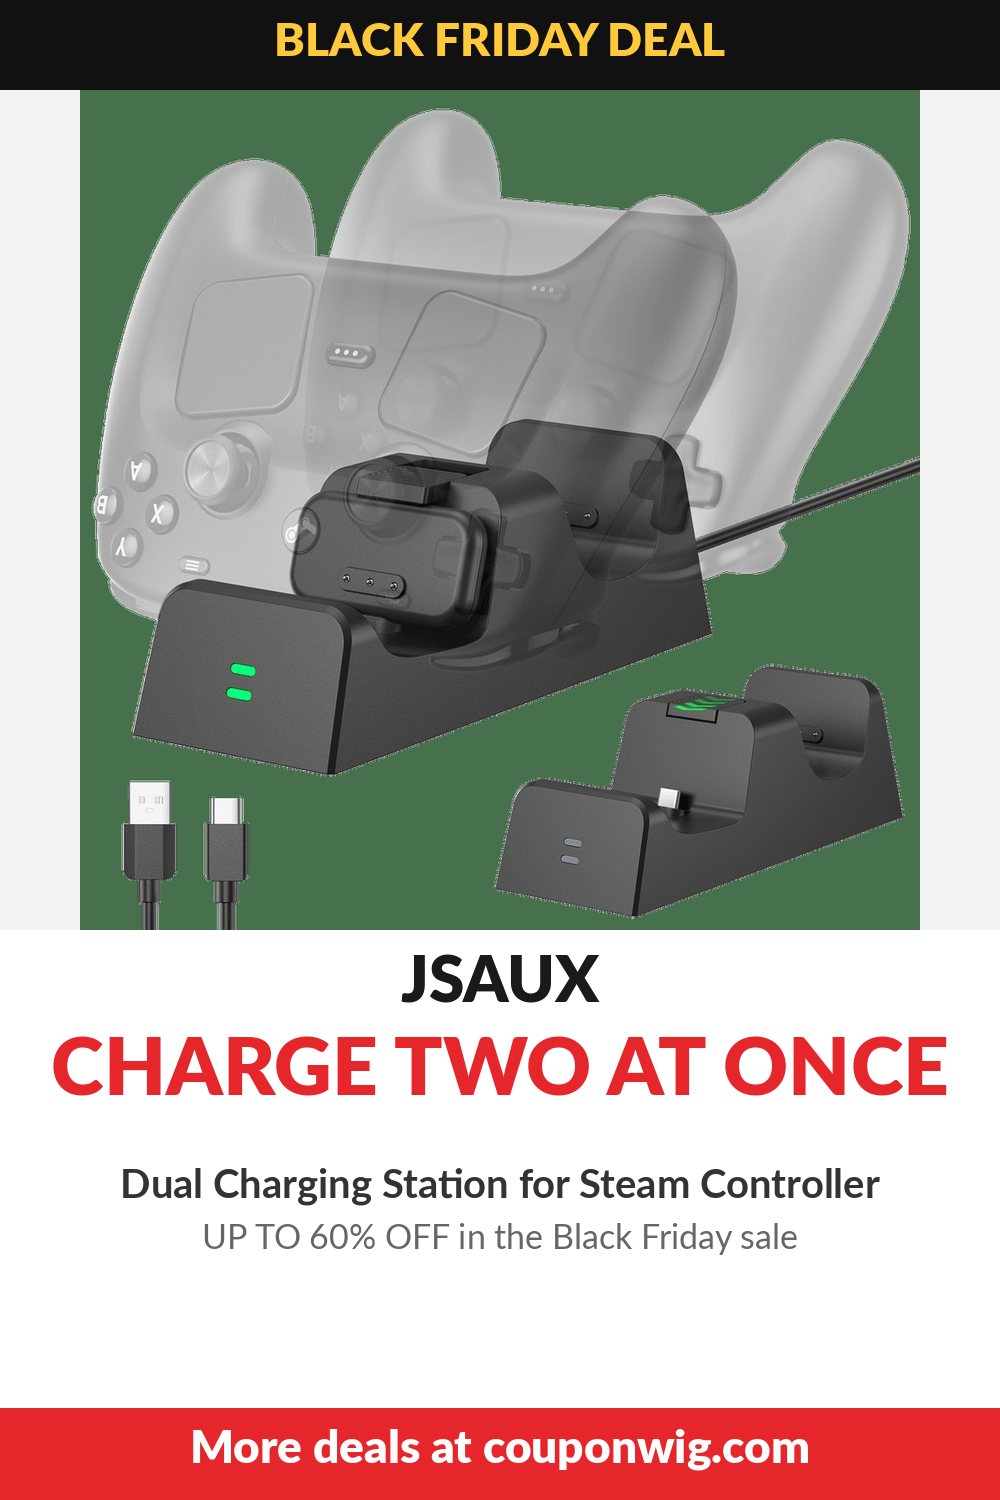 BLACK FRIDAY DEAL
A
B
X
Y
A
B
X
JSAUX
CHARGE TWO AT ONCE
Dual Charging Station for Steam Controller
UP TO 60% OFF in the Black Friday sale
More deals at couponwig.com